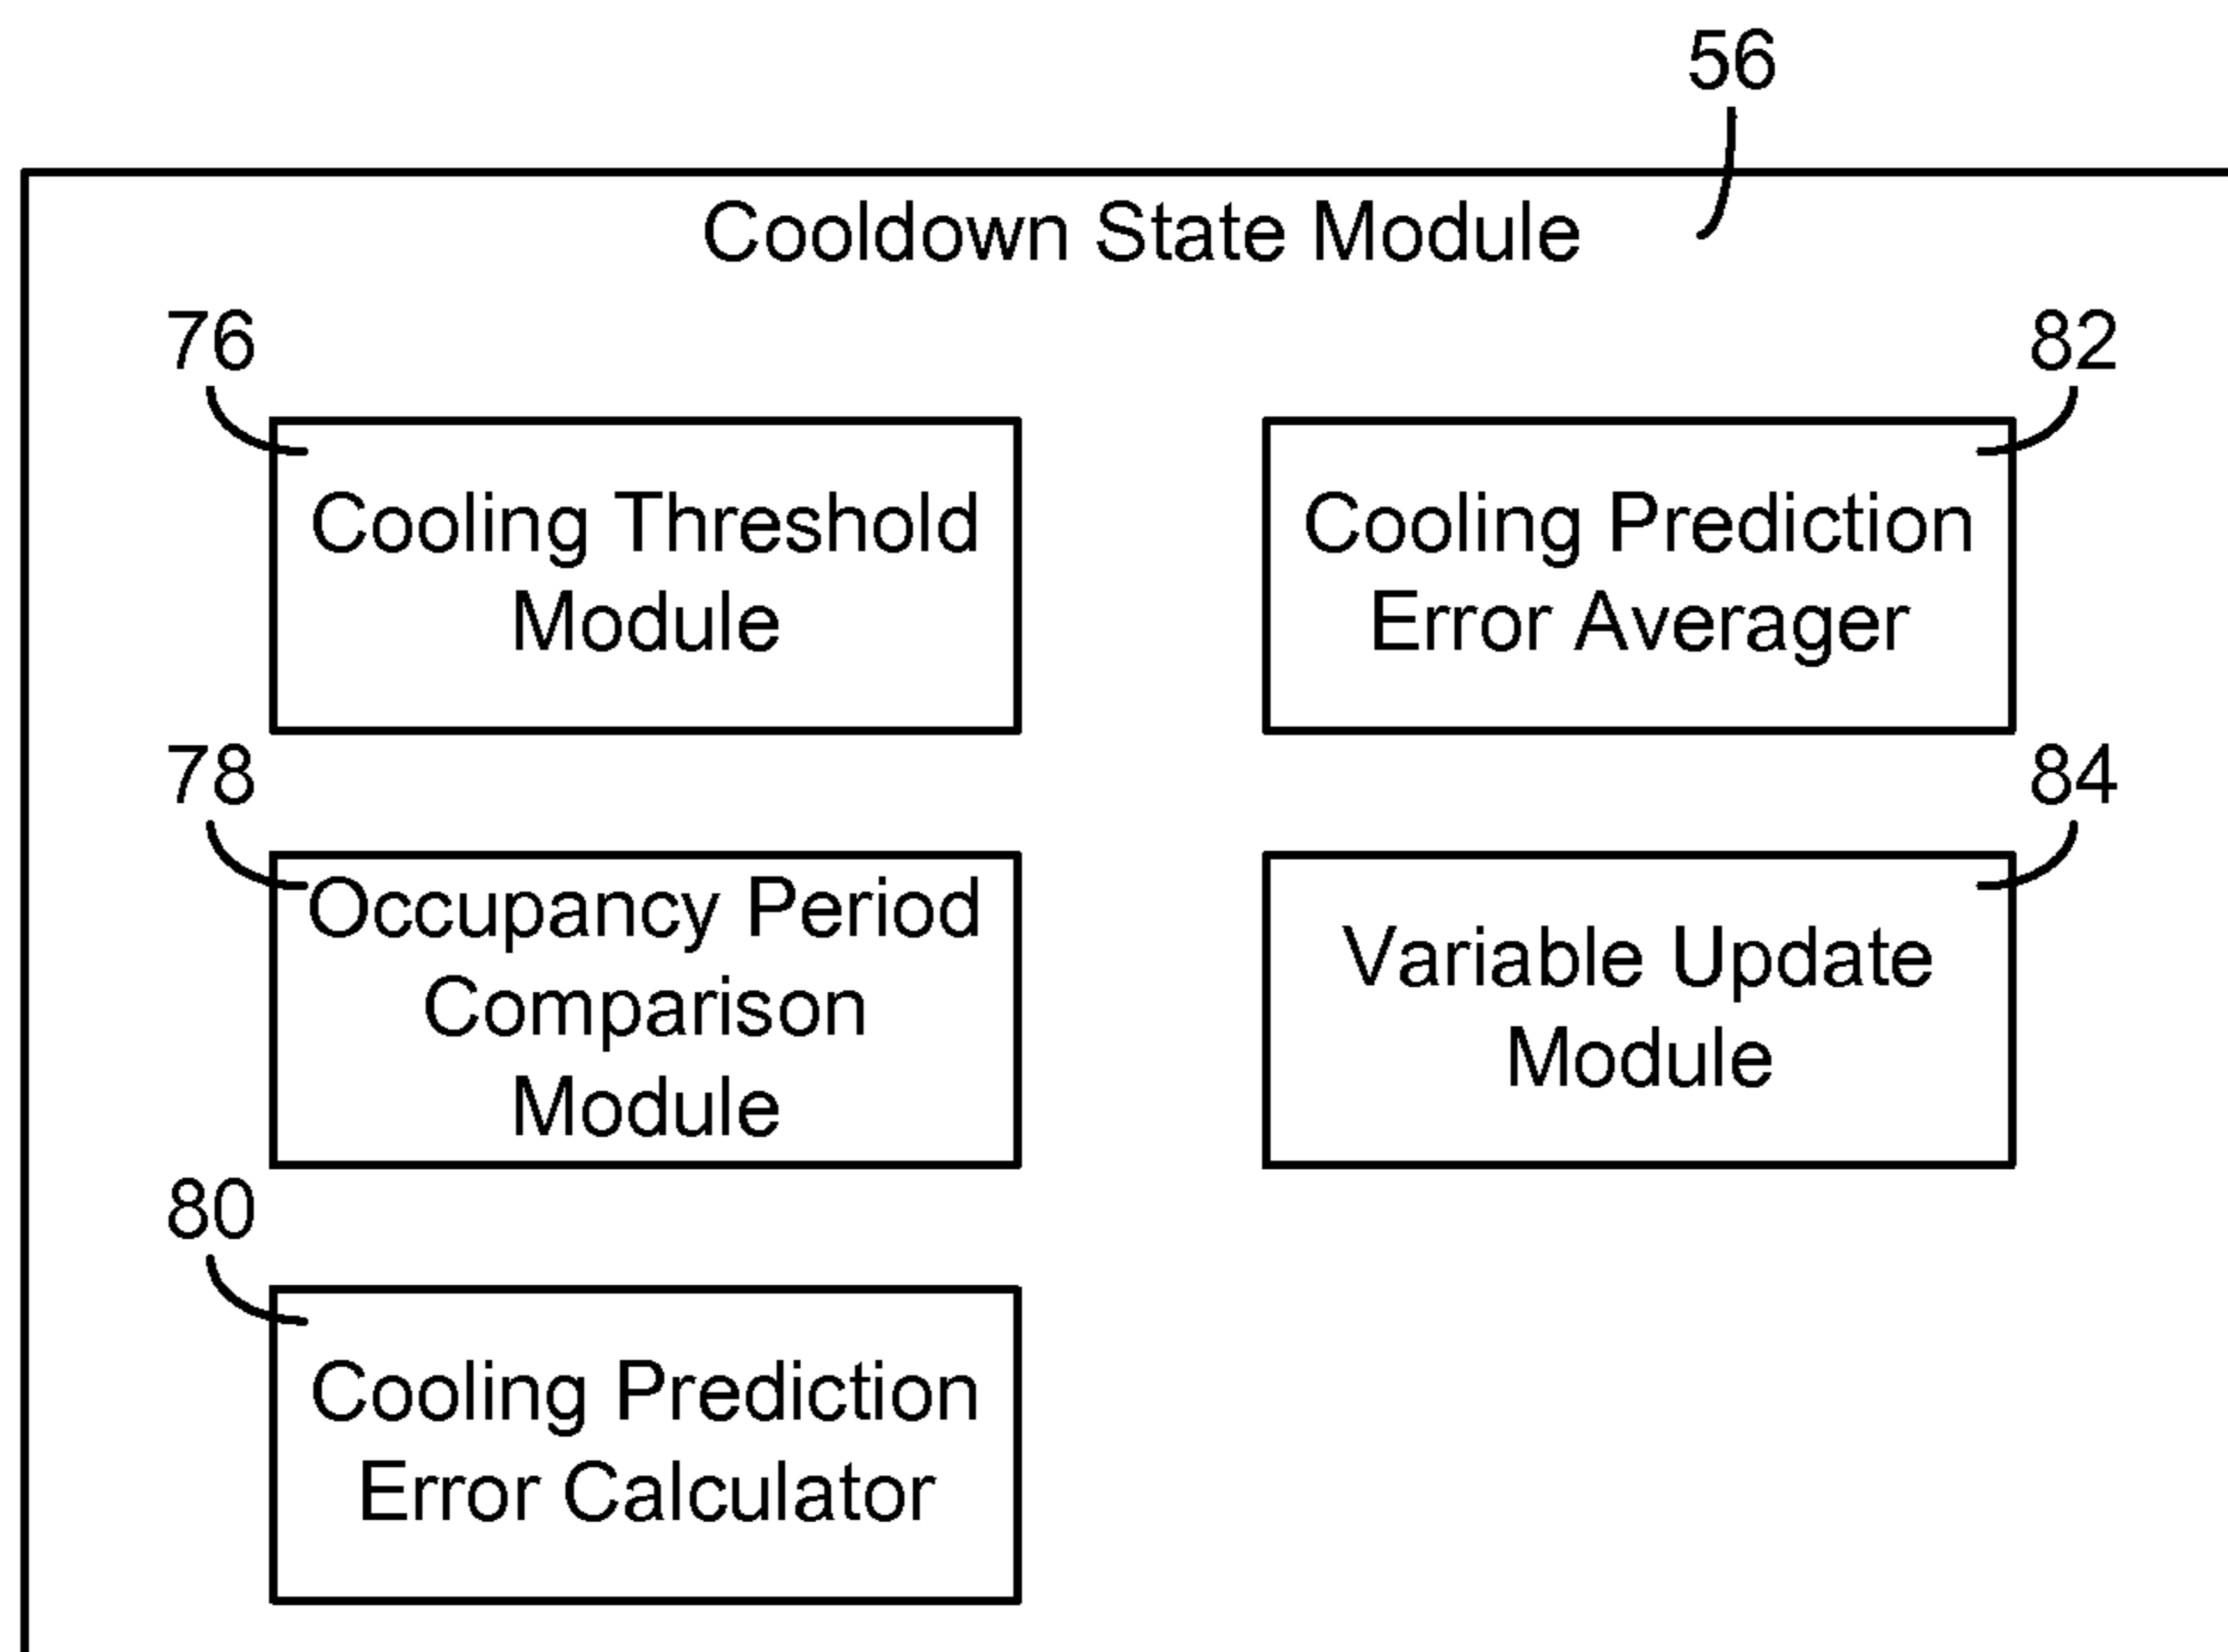 56
Cooldown State Module
76
Cooling Threshold
Module
82
Cooling Prediction
Error Averager
78
Occupancy Period
Comparison
Module
84
Variable Update
Module
80
Cooling Prediction
Error Calculator